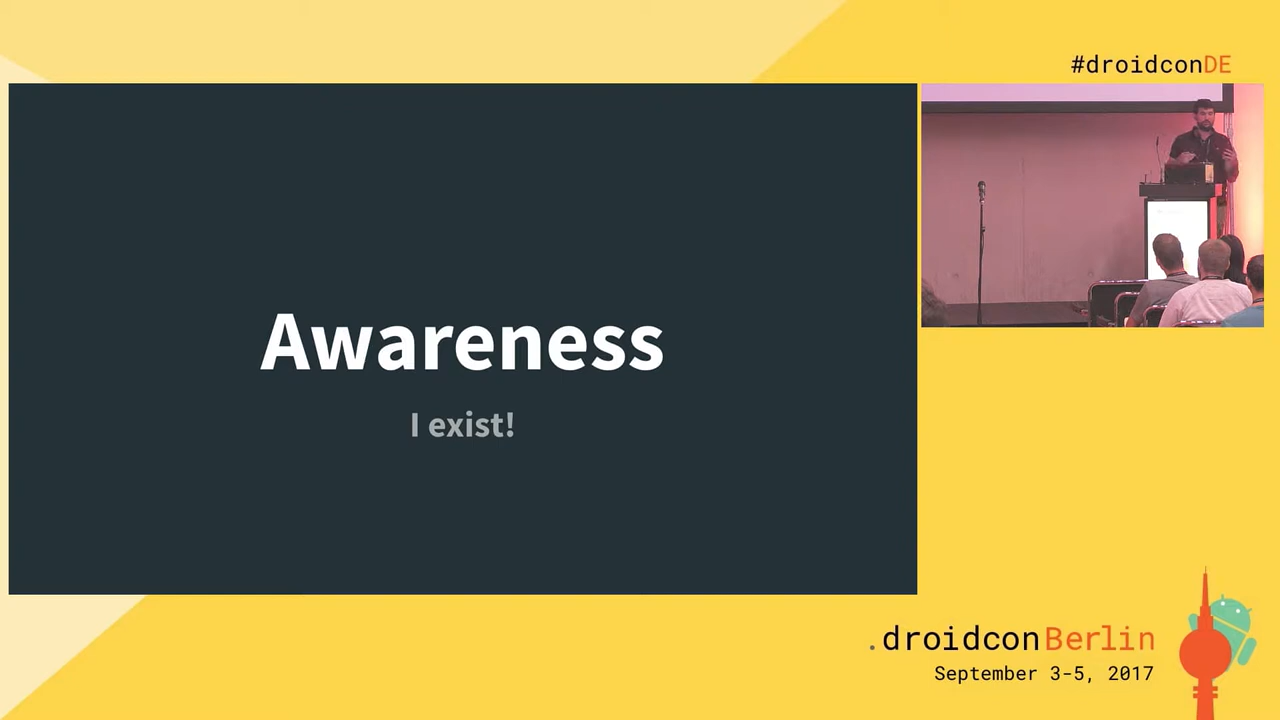 #droidconDE
Awareness
I exist!
.droidconBerlin
September 3-5, 2017